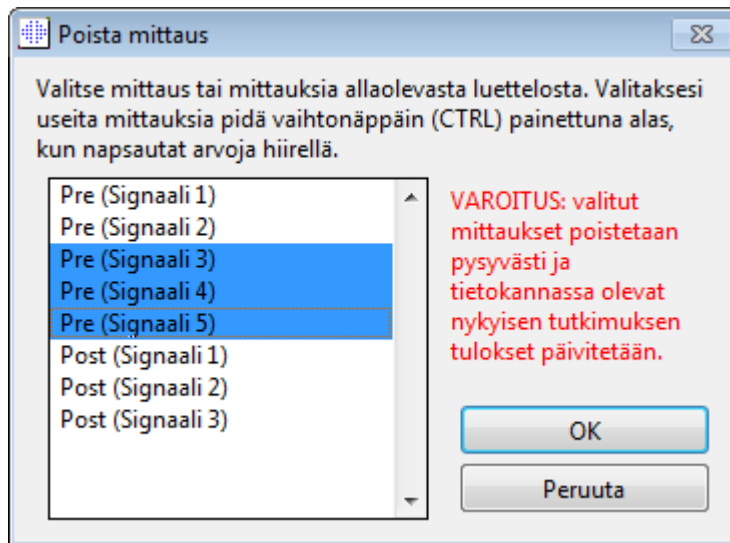 Poista mittaus
Valitse mittaus tai mittauksia allaolevasta luettelosta. Valitaksesi
useita mittauksia pidä vaihtonäppäin (CTRL) painettuna alas,
kun napsautat arvoja hiirellä.
Pre (Signaali 1)
Pre (Signaali 2)
Pre (Signaali 3)
Pre (Signaali 4)
Pre (Signaali 5)
Post (Signaali 1)
Post (Signaali 2)
Post (Signaali 3)
VAROITUS: valitut
mittaukset poistetaan
pysyvästi ja
tietokannassa olevat
nykyisen tutkimuksen
tulokset päivitetään.
OK
Peruuta